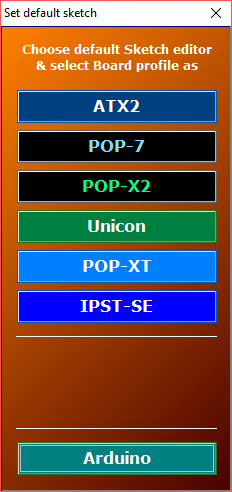 Set default sketch
Choose default Sketch editor
& select Board profile as
ATX2
POP-7
POP-X2
Unicon
POP-XT
IPST-SE
Arduino